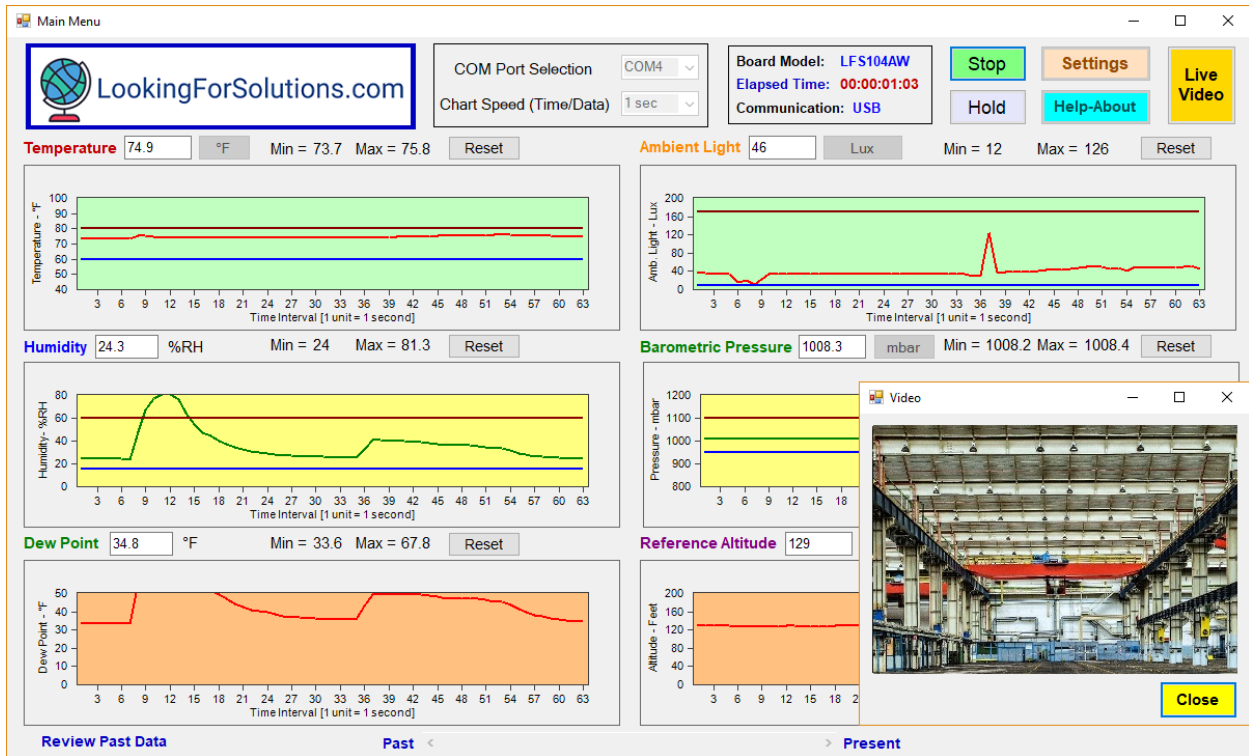 Main Menu
LookingForSolutions.com
COM Port Selection COM4
Chart Speed (Time/Data) 1 sec
Board Model: LFS104AW
Elapsed Time: 00:00:01:03
Communication: USB
Stop
Settings
Hold
Help-About
Live
Video
Temperature 74.9 °F Min = 73.7 Max = 75.8 Reset
Temperature - °F
100
90
80
70
60
50
40
3 6 9 12 15 18 21 24 27 30 33 36 39 42 45 48 51 54 57 60 63
Time Interval [1 unit = 1 second]
Ambient Light 46 Lux Min = 12 Max = 126 Reset
Amb. Light - Lux
200
160
120
80
40
0
3 6 9 12 15 18 21 24 27 30 33 36 39 42 45 48 51 54 57 60 63
Time Interval [1 unit = 1 second]
Humidity 24.3 %RH Min = 24 Max = 81.3 Reset
Humidity- %RH
80
60
40
20
0
3 6 9 12 15 18 21 24 27 30 33 36 39 42 45 48 51 54 57 60 63
Time Interval [1 unit = 1 second]
Barometric Pressure 1008.3 mbar Min = 1008.2 Max = 1008.4 Reset
Pressure - mbar
1200
1100
1000
900
800
3 6 9 12 15 18
Video
Close
Dew Point 34.8 °F Min = 33.6 Max = 67.8 Reset
Dew Point - °F
50
40
30
20
10
0
3 6 9 12 15 18 21 24 27 30 33 36 39 42 45 48 51 54 57 60 63
Time Interval [1 unit = 1 second]
Reference Altitude 129
Altitude - Feet
200
160
120
80
40
0
3 6 9 12 15 18 2
Review Past Data Past < > Present